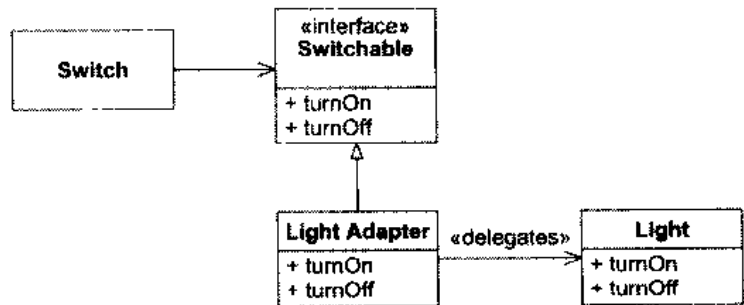 «interface»
Switchable
Switch
+ turnOn
+ turnOff
Light Adapter
+ turnOn
+ turnOff
«delegates»
Light
+ turnOn
+ turnOff